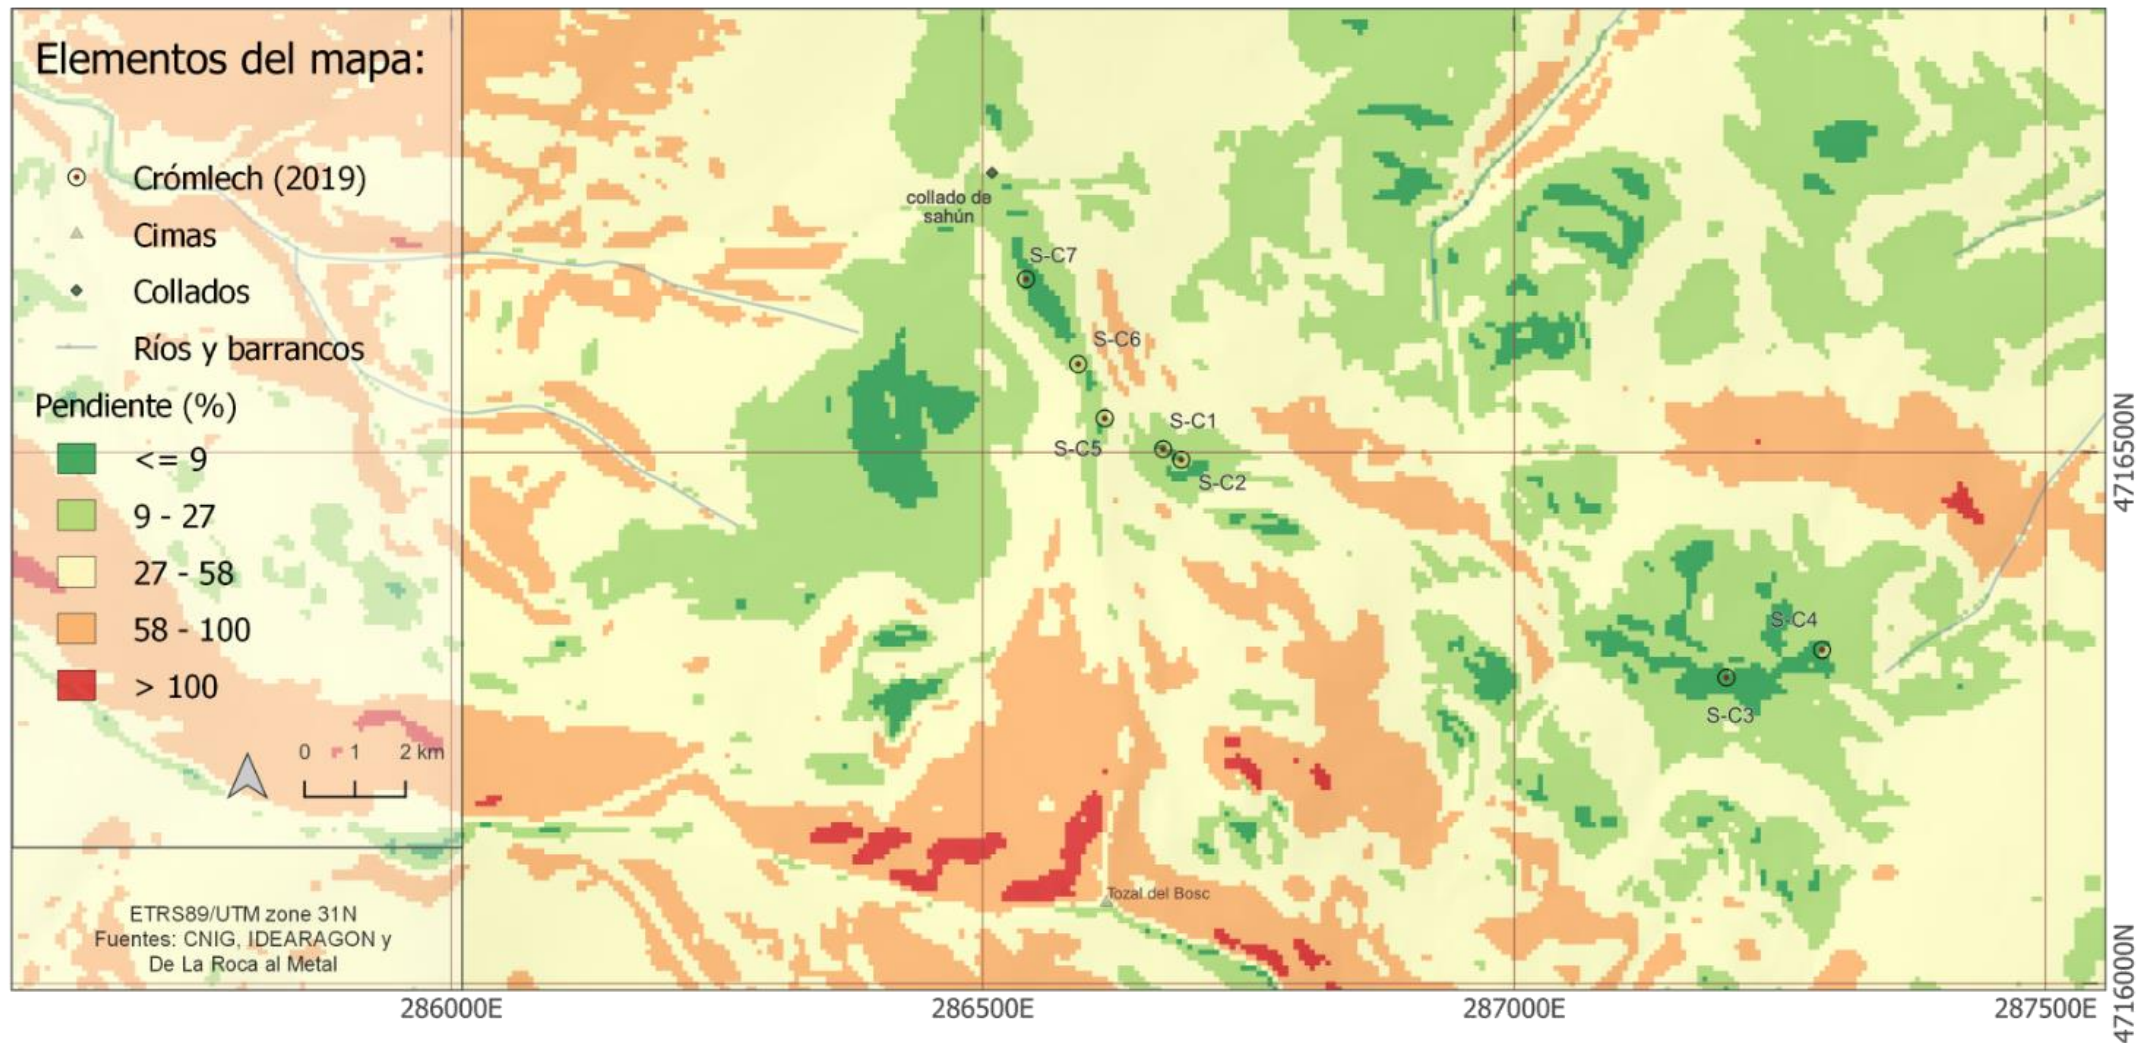 Elementos del mapa:
Crómlech (2019)
Cimas
Collados
Ríos y barrancos
Pendiente (%)
<= 9
9 - 27
27 - 58
58 - 100
> 100
0 1 2 km
ETRS89/UTM zone 31N
Fuentes: CNIG, IDEARAGON y
De La Roca al Metal
collado de
sahún
S-C7
S-C6
S-C1
S-C5
S-C2
S-C4
S-C3
Tozal del Bosc
4716500N
4716000N
286000E
286500E
287000E
287500E